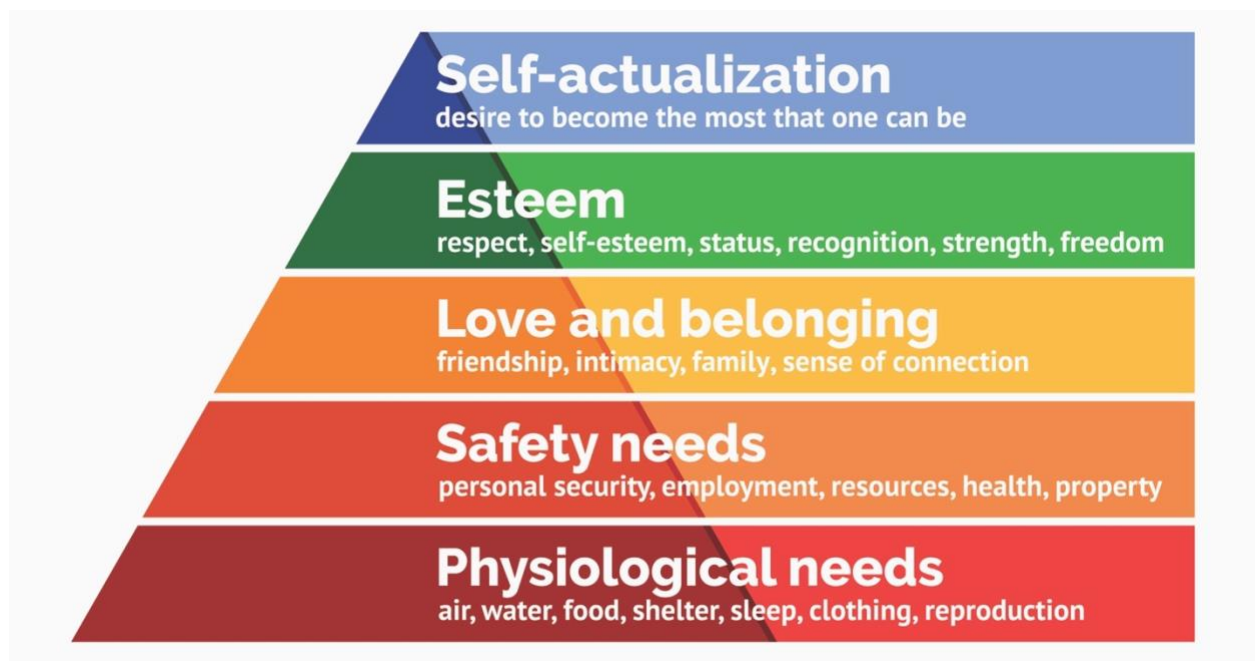 Self-actualization
desire to become the most that one can be
Esteem
respect, self-esteem, status, recognition, strength, freedom
Love and belonging
friendship, intimacy, family, sense of connection
Safety needs
personal security, employment, resources, health, property
Physiological needs
air, water, food, shelter, sleep, clothing, reproduction